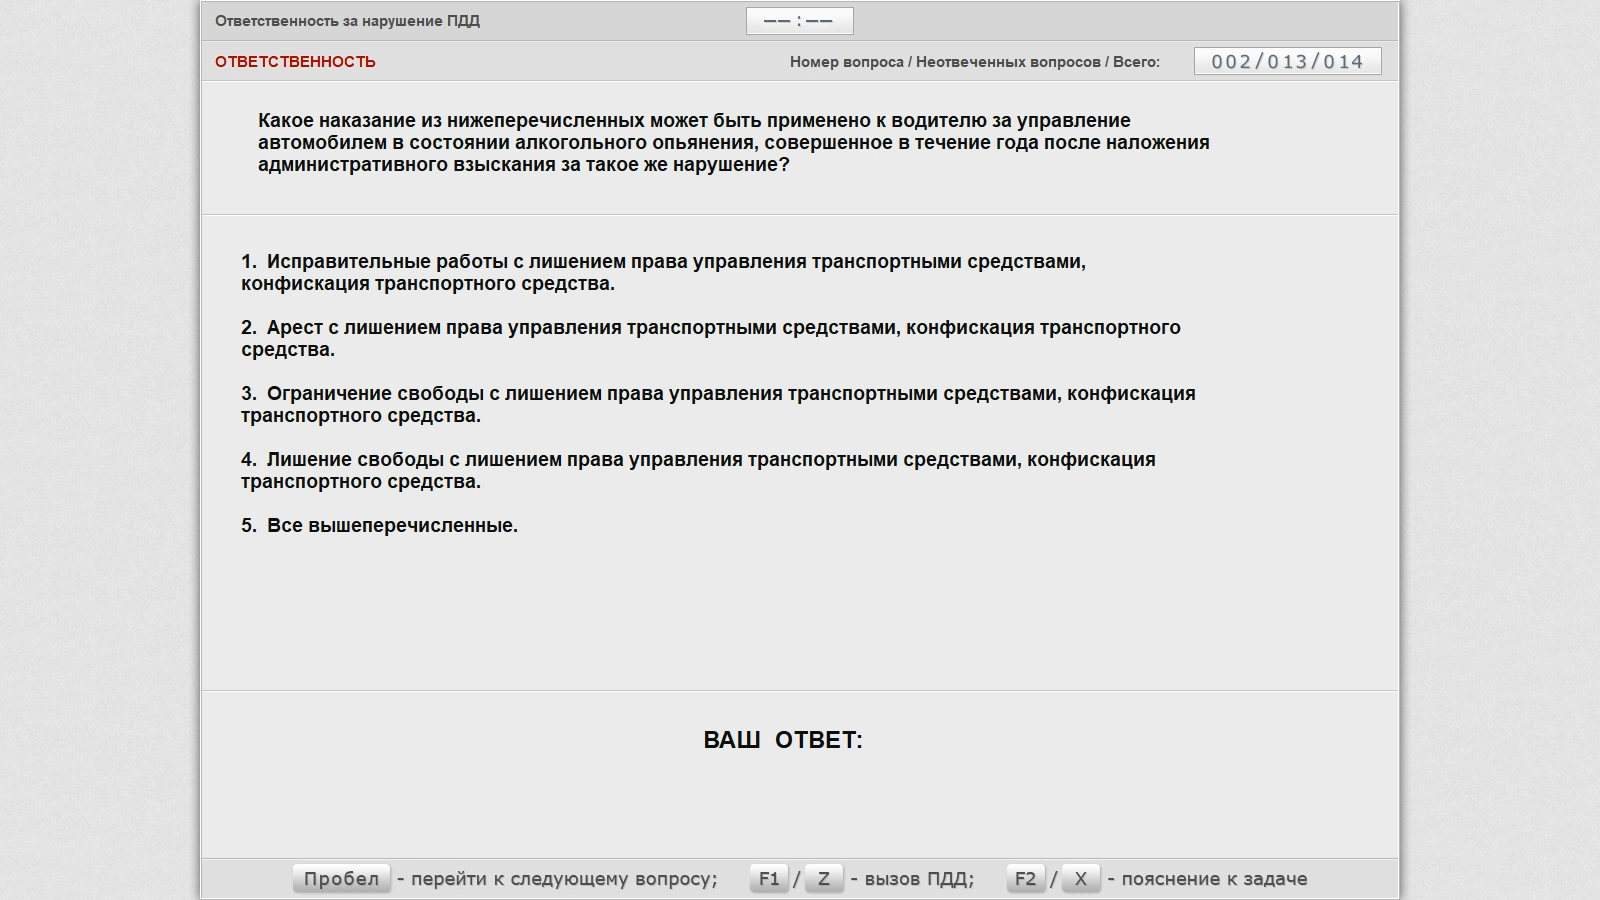 Ответственность за нарушение ПДД
——:——
ОТВЕТСТВЕННОСТЬ
Номер вопроса / Неотвеченных вопросов / Всего:
002/013/014
Какое наказание из нижеперечисленных может быть применено к водителю за управление
автомобилем в состоянии алкогольного опьянения, совершенное в течение года после наложения
административного взыскания за такое же нарушение?
1. Исправительные работы с лишением права управления транспортными средствами,
конфискация транспортного средства.
2. Арест с лишением права управления транспортными средствами, конфискация транспортного
средства.
3. Ограничение свободы с лишением права управления транспортными средствами, конфискация
транспортного средства.
4. Лишение свободы с лишением права управления транспортными средствами, конфискация
транспортного средства.
5. Все вышеперечисленные.
ВАШ ОТВЕТ:
Пробел - перейти к следующему вопросу; F1 / Z - вызов ПДД; F2 / X - пояснение к задаче